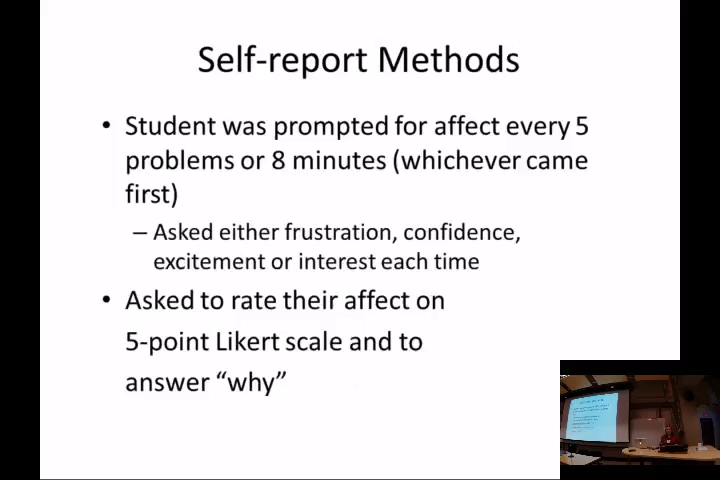 Self-report Methods
• Student was prompted for affect every 5
problems or 8 minutes (whichever came
first)
– Asked either frustration, confidence,
excitement or interest each time
• Asked to rate their affect on
5-point Likert scale and to
answer “why”